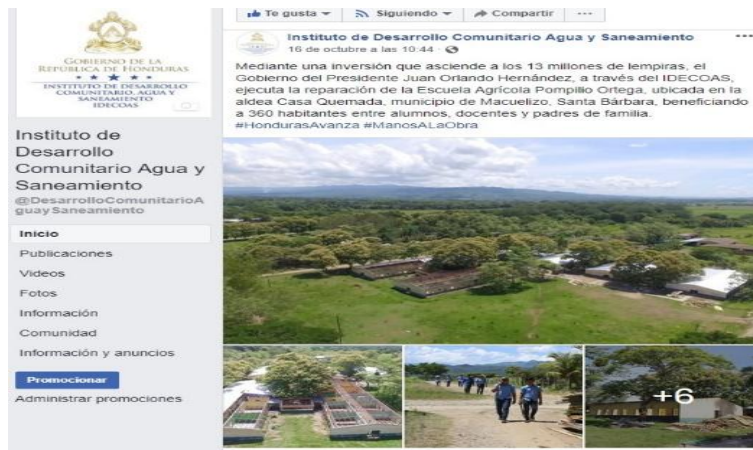 GOBIERNO DE LA
REPÚBLICA DE HONDURAS
INSTITUTO DE DESARROLLO
COMUNITARIO, AGUA Y
SANEAMIENTO
IDECOAS
Instituto de
Desarrollo
Comunitario Agua y
Saneamiento
@DesarrolloComunitarioA
guaySaneamiento
Inicio
Publicaciones
Videos
Fotos
Información
Comunidad
Información y anuncios
Promocionar
Administrar promociones
Te gusta Siguiendo Compartir ...
Instituto de Desarrollo Comunitario Agua y Saneamiento ...
16 de octubre a las 10:44 ·
Mediante una inversión que asciende a los 13 millones de lempiras, el
Gobierno del Presidente Juan Orlando Hernández, a través del IDECOAS,
ejecuta la reparación de la Escuela Agrícola Pompilio Ortega, ubicada en la
aldea Casa Quemada, municipio de Macuelizo, Santa Bárbara, beneficiando
a 360 habitantes entre alumnos, docentes y padres de familia.
#HondurasAvanza #ManosALaObra
+6